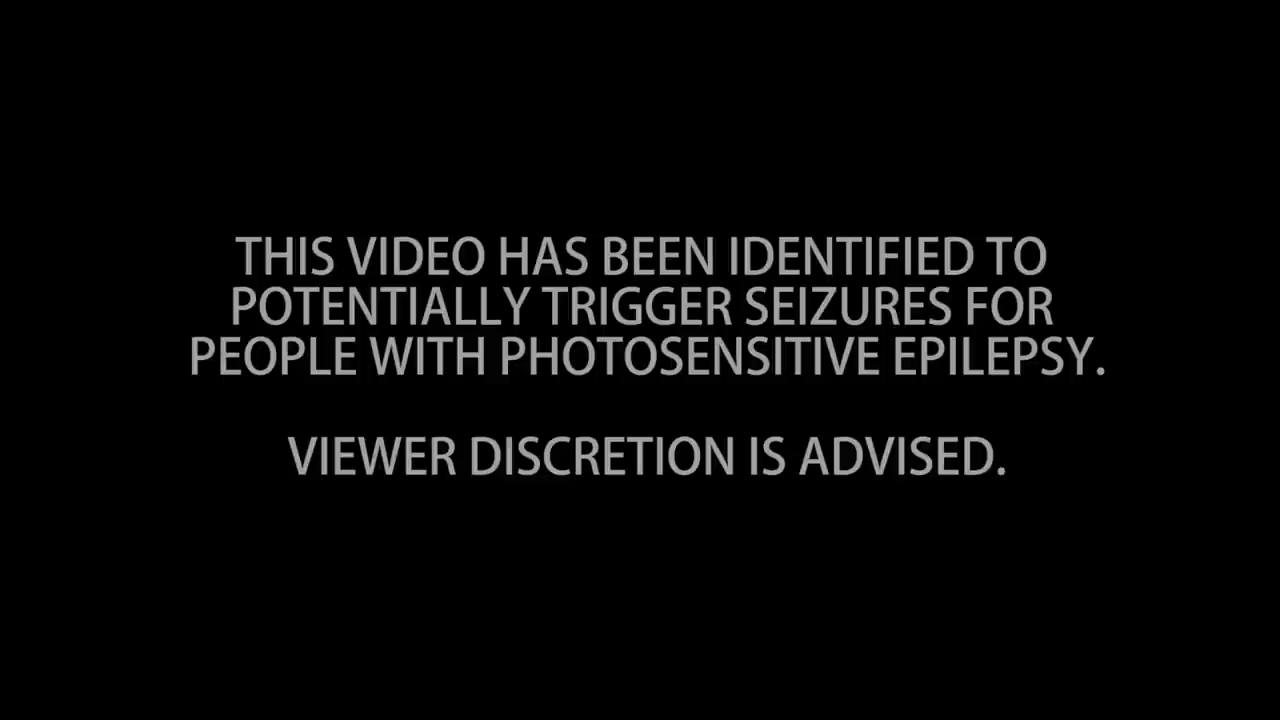 THIS VIDEO HAS BEEN IDENTIFIED TO
POTENTIALLY TRIGGER SEIZURES FOR
PEOPLE WITH PHOTOSENSITIVE EPILEPSY.
VIEWER DISCRETION IS ADVISED.